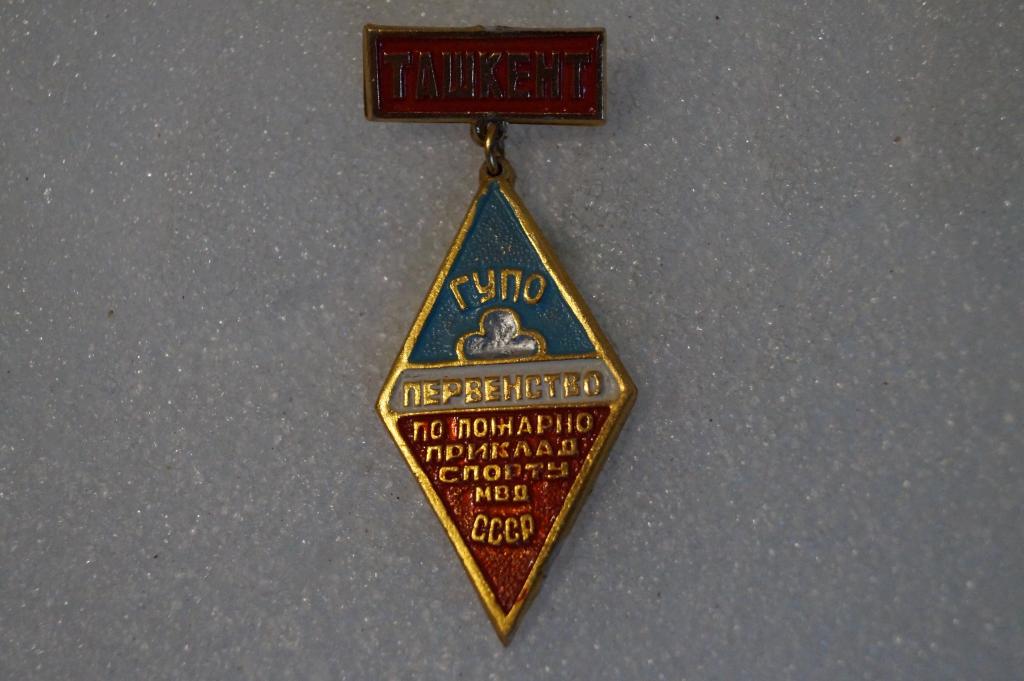 ТАШКЕНТ
ГУПО
ПЕРВЕНСТВО
ПО ПОЖАРНО
ПРИКЛАД
СПОРТУ
МВД
СССР